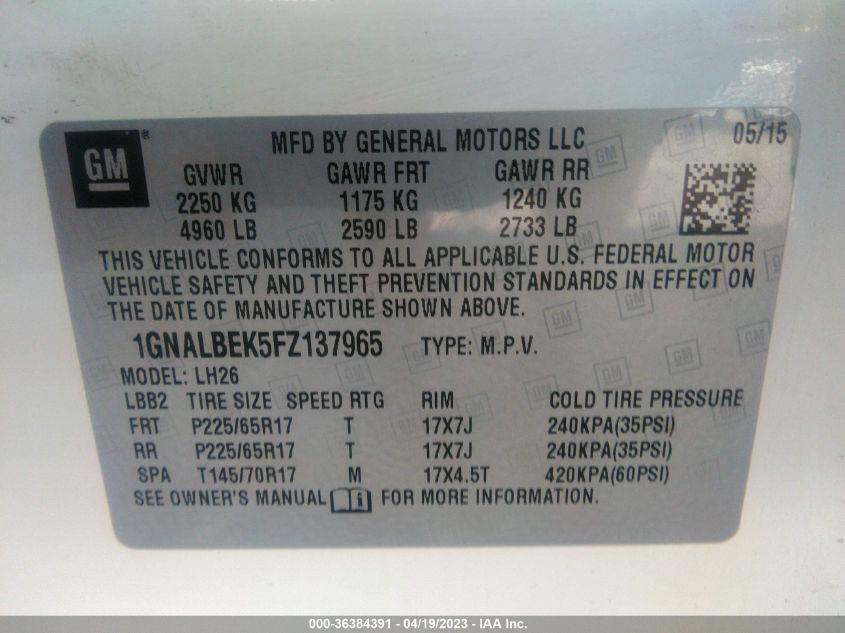 GM ® MFD BY GENERAL MOTORS LLC 05/15
GVWR GAWR FRT GAWR RR
2250 KG 1175 KG 1240 KG
4960 LB 2590 LB 2733 LB
THIS VEHICLE CONFORMS TO ALL APPLICABLE U.S. FEDERAL MOTOR
VEHICLE SAFETY AND THEFT PREVENTION STANDARDS IN EFFECT ON
THE DATE OF MANUFACTURE SHOWN ABOVE.
1GNALBEK5FZ137965 TYPE: M.P.V.
MODEL: LH26
LBB2 TIRE SIZE SPEED RTG RIM COLD TIRE PRESSURE
FRT P225/65R17 T 17X7J 240KPA(35PSI)
RR P225/65R17 T 17X7J 240KPA(35PSI)
SPA T145/70R17 M 17X4.5T 420KPA(60PSI)
SEE OWNER'S MANUAL i FOR MORE INFORMATION.
000-36384391 - 04/19/2023 - IAA Inc.